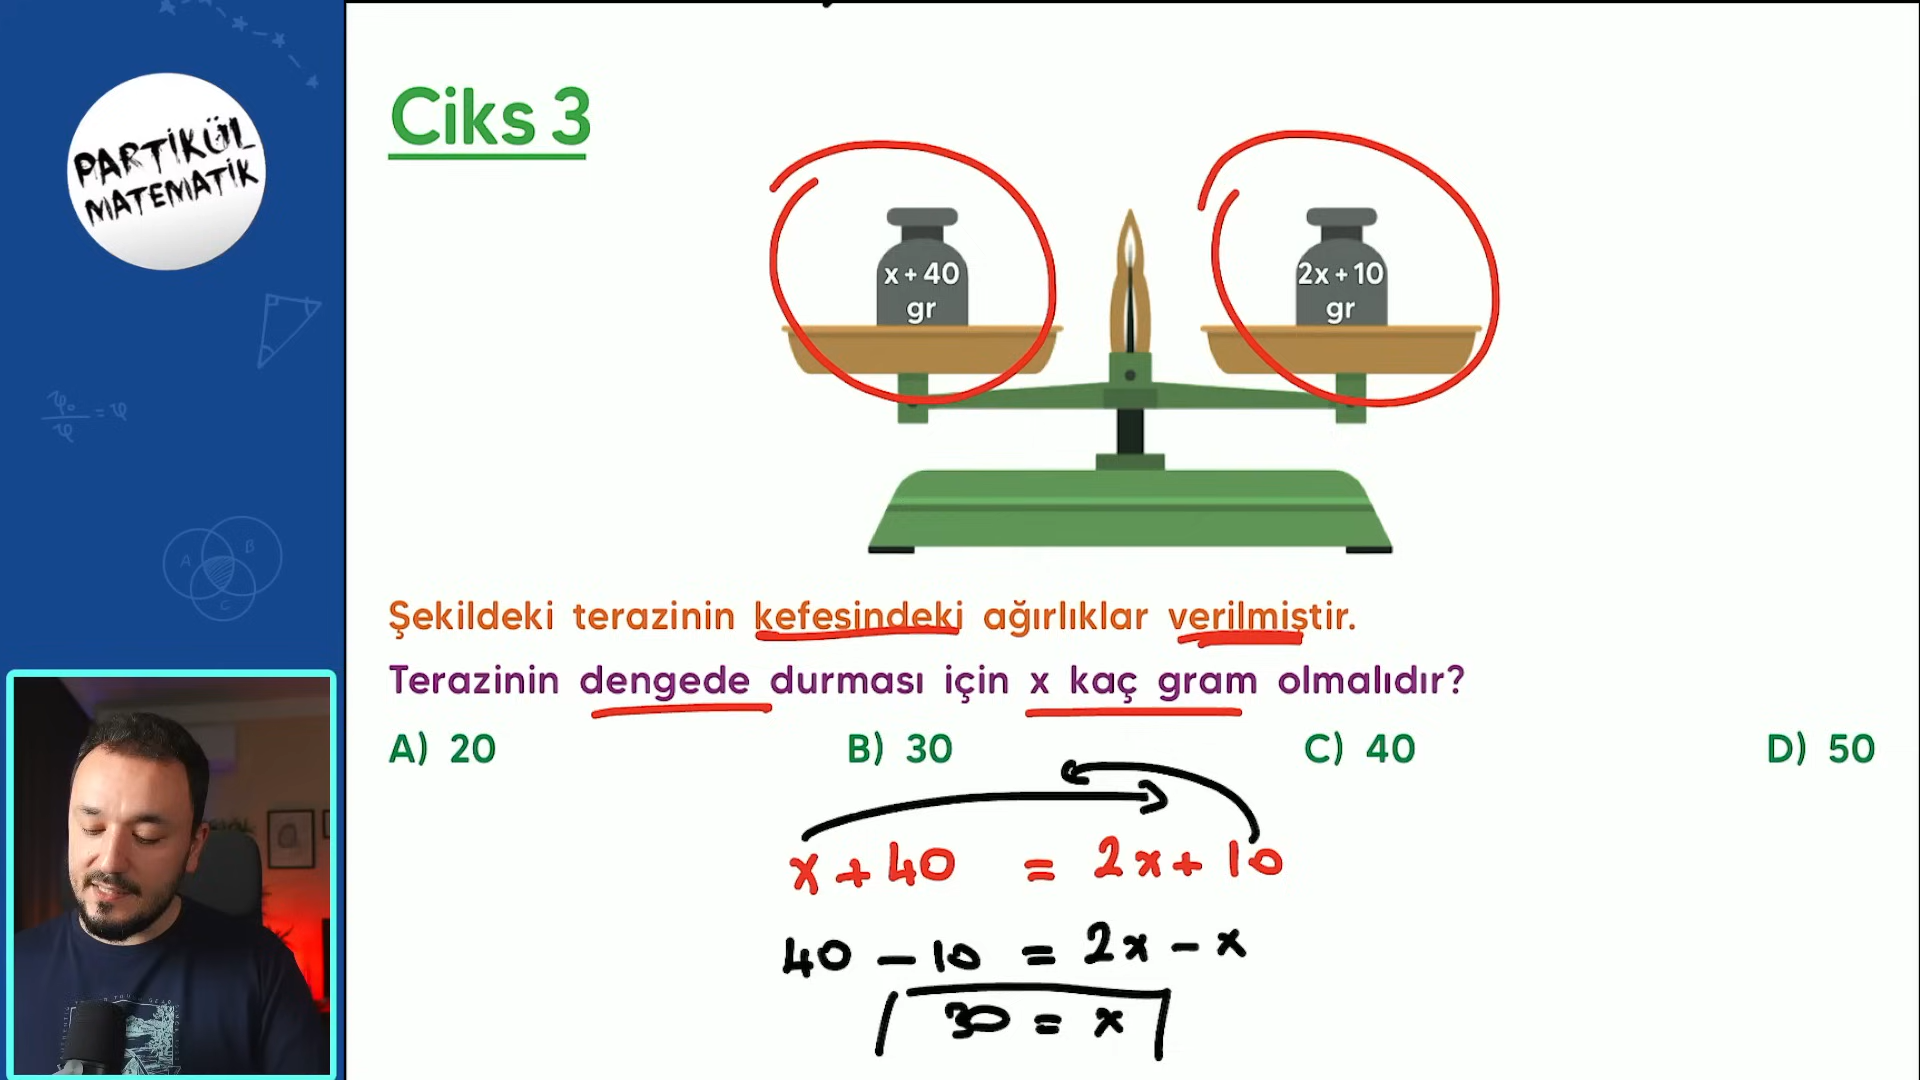 PARTİKÜL
MATEMATİK
Ciks 3
x + 40
gr
2x + 10
gr
Şekildeki terazinin kefesindeki ağırlıklar verilmiştir.
Terazinin dengede durması için x kaç gram olmalıdır?
A) 20 B) 30 C) 40 D) 50
x + 40 = 2x + 10
40 - 10 = 2x - x
30 = x
A B
C